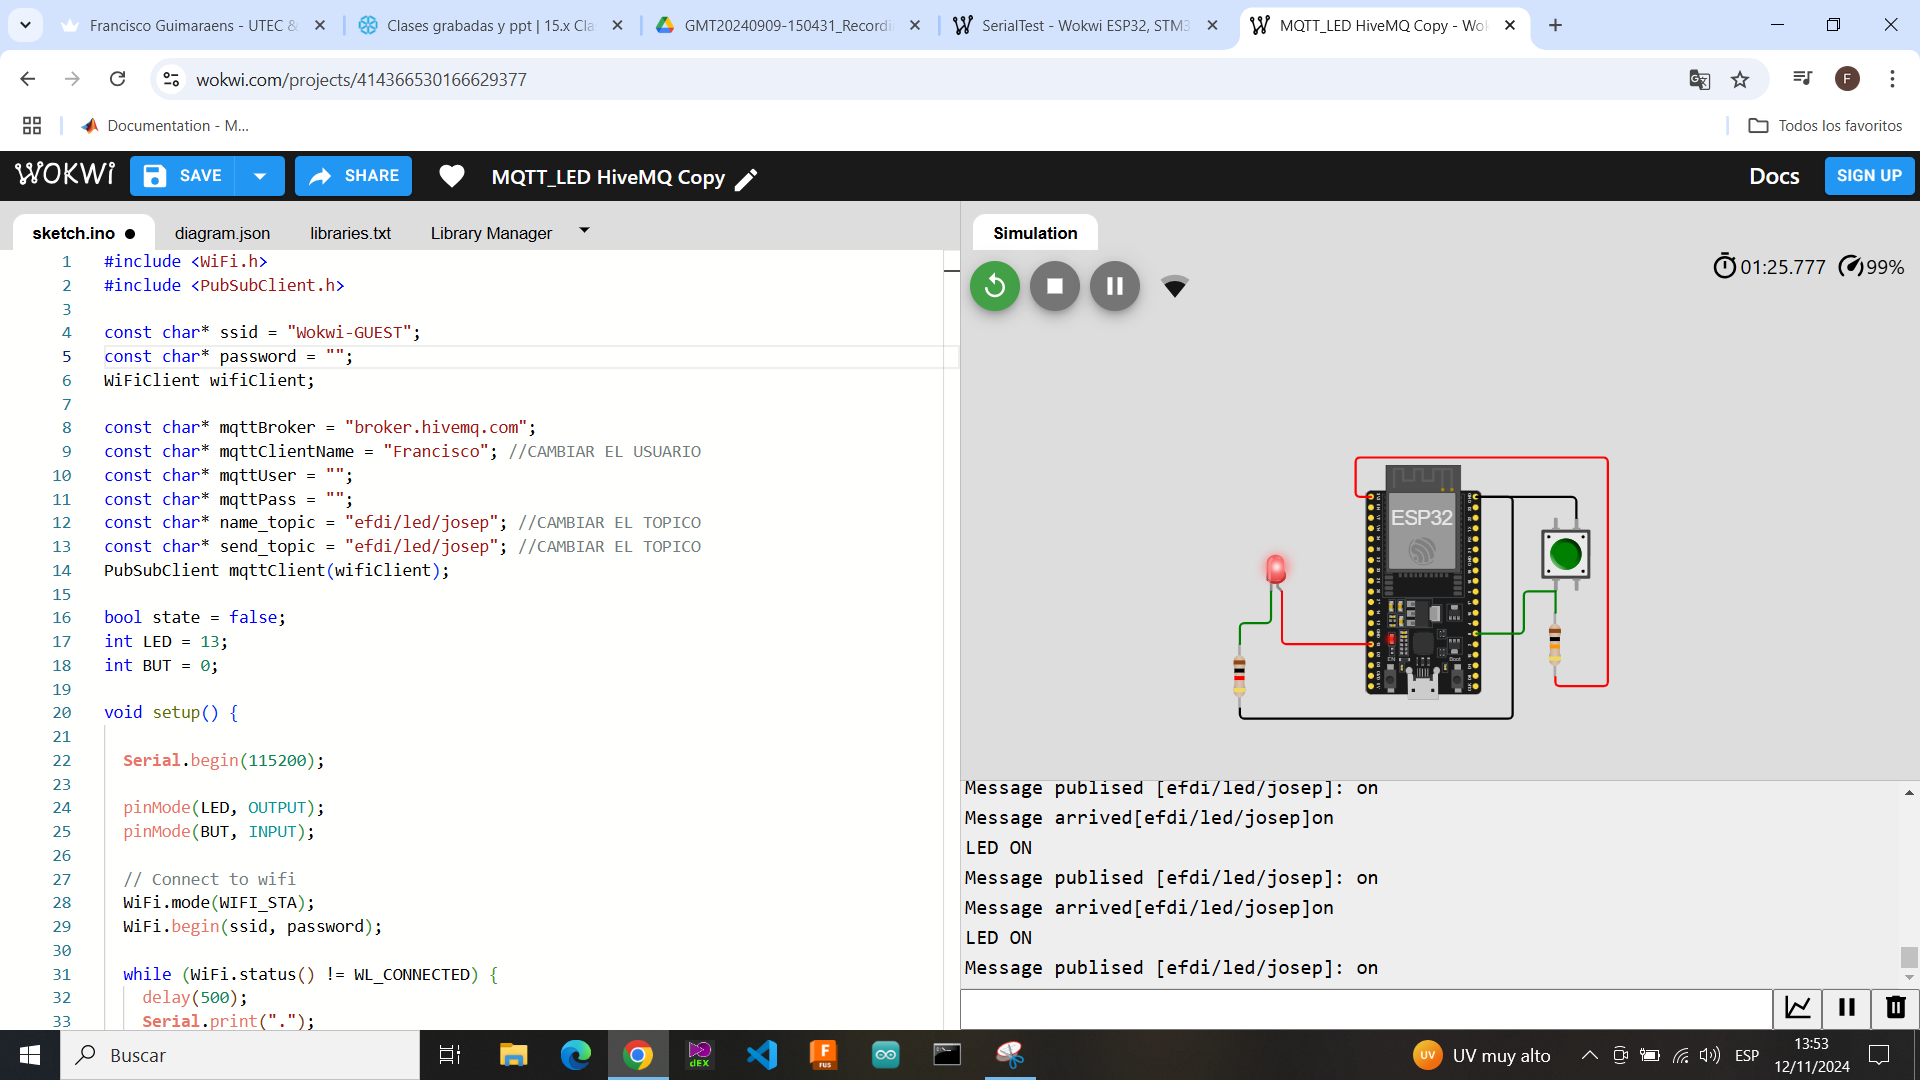 Francisco Guimaraens - UTEC &
Clases grabadas y ppt | 15.x Cla
GMT20240909-150431_Recordi
SerialTest - Wokwi ESP32, STM3
MQTT_LED HiveMQ Copy - Wok
wokwi.com/projects/414366530166629377
F
Documentation - M...
Todos los favoritos
WOKWi
SAVE
SHARE
MQTT_LED HiveMQ Copy
Docs
SIGN UP
sketch.ino
diagram.json
libraries.txt
Library Manager
Simulation
01:25.777
99%
1 #include <WiFi.h>
2 #include <PubSubClient.h>
3
4 const char* ssid = "Wokwi-GUEST";
5 const char* password = "";
6 WiFiClient wifiClient;
7
8 const char* mqttBroker = "broker.hivemq.com";
9 const char* mqttClientName = "Francisco"; //CAMBIAR EL USUARIO
10 const char* mqttUser = "";
11 const char* mqttPass = "";
12 const char* name_topic = "efdi/led/josep"; //CAMBIAR EL TOPICO
13 const char* send_topic = "efdi/led/josep"; //CAMBIAR EL TOPICO
14 PubSubClient mqttClient(wifiClient);
15
16 bool state = false;
17 int LED = 13;
18 int BUT = 0;
19
20 void setup() {
21
22 Serial.begin(115200);
23
24 pinMode(LED, OUTPUT);
25 pinMode(BUT, INPUT);
26
27 // Connect to wifi
28 WiFi.mode(WIFI_STA);
29 WiFi.begin(ssid, password);
30
31 while (WiFi.status() != WL_CONNECTED) {
32 delay(500);
33 Serial.print(".");
ESP32
EN
Boot
Message publised [efdi/led/josep]: on
Message arrived[efdi/led/josep]on
LED ON
Message publised [efdi/led/josep]: on
Message arrived[efdi/led/josep]on
LED ON
Message publised [efdi/led/josep]: on
Buscar
dEX
F
FUS
UV
UV muy alto
ESP
13:53
12/11/2024